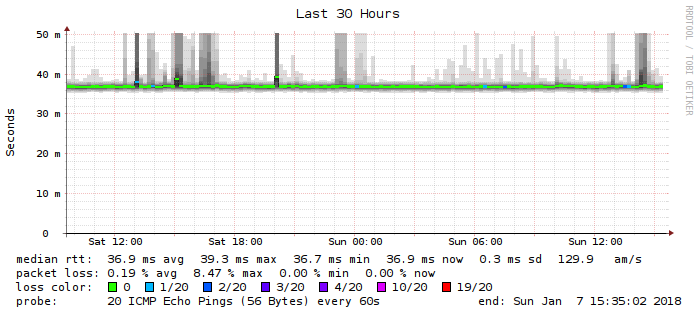 Last 30 Hours
RRDTOOL / TOBI OETIKER
Seconds
50 m
40 m
30 m
20 m
10 m
0
Sat 12:00 Sat 18:00 Sun 00:00 Sun 06:00 Sun 12:00
median rtt: 36.9 ms avg 39.3 ms max 36.7 ms min 36.9 ms now 0.3 ms sd 129.9 am/s
packet loss: 0.19 % avg 8.47 % max 0.00 % min 0.00 % now
loss color: 0 1/20 2/20 3/20 4/20 10/20 19/20
probe: 20 ICMP Echo Pings (56 Bytes) every 60s end: Sun Jan 7 15:35:02 2018